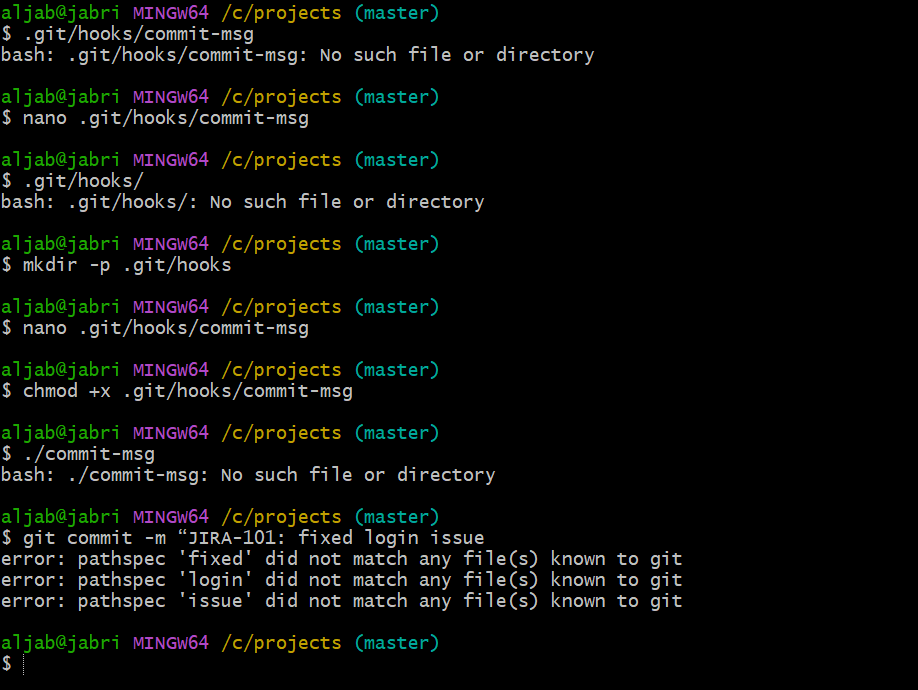 aljab@jabri MINGW64 /c/projects (master)
$ .git/hooks/commit-msg
bash: .git/hooks/commit-msg: No such file or directory
aljab@jabri MINGW64 /c/projects (master)
$ nano .git/hooks/commit-msg
aljab@jabri MINGW64 /c/projects (master)
$ .git/hooks/
bash: .git/hooks/: No such file or directory
aljab@jabri MINGW64 /c/projects (master)
$ mkdir -p .git/hooks
aljab@jabri MINGW64 /c/projects (master)
$ nano .git/hooks/commit-msg
aljab@jabri MINGW64 /c/projects (master)
$ chmod +x .git/hooks/commit-msg
aljab@jabri MINGW64 /c/projects (master)
$ ./commit-msg
bash: ./commit-msg: No such file or directory
aljab@jabri MINGW64 /c/projects (master)
$ git commit -m “JIRA-101: fixed login issue
error: pathspec 'fixed' did not match any file(s) known to git
error: pathspec 'login' did not match any file(s) known to git
error: pathspec 'issue' did not match any file(s) known to git
aljab@jabri MINGW64 /c/projects (master)
$